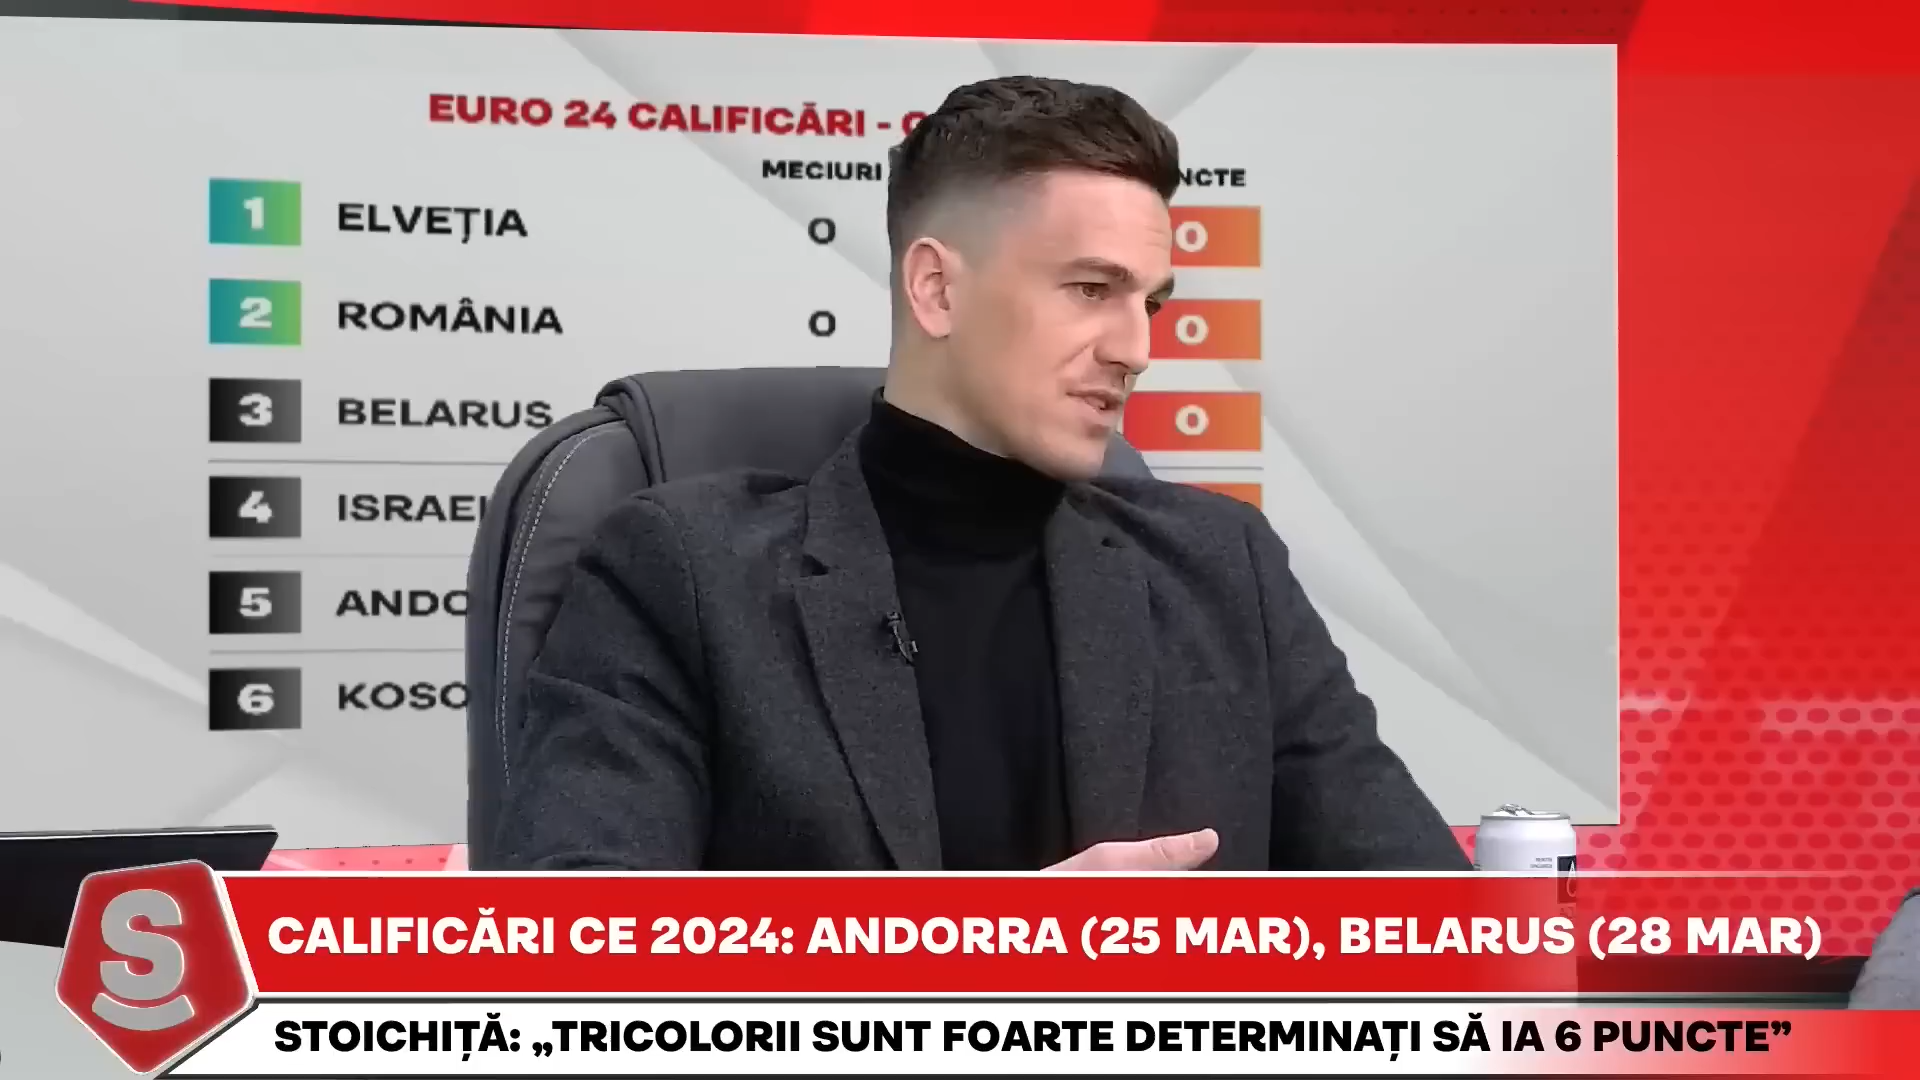 EURO 24 CALIFICĂRI -
MECIURI
1 ELVEȚIA 0 0
2 ROMÂNIA 0 0
3 BELARUS 0
4
5
6
S
CALIFICĂRI CE 2024: ANDORRA (25 MAR), BELARUS (28 MAR)
STOICHIȚĂ: „TRICOLORII SUNT FOARTE DETERMINAȚI SĂ IA 6 PUNCTE”